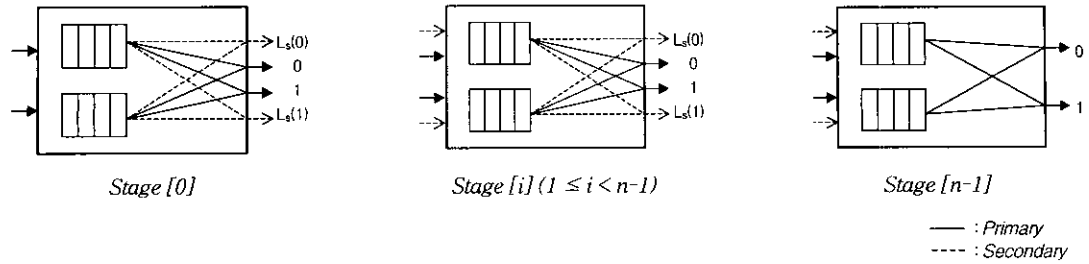 Lₛ(0)
0
1
Lₛ(1)
Stage [0]
Lₛ(0)
0
1
Lₛ(1)
Stage [i] (1 ≤ i < n-1)
0
1
Stage [n-1]
: Primary
: Secondary